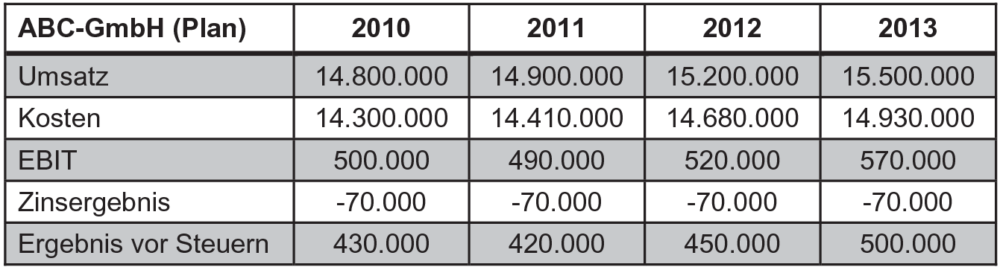 ABC-GmbH (Plan) 2010 2011 2012 2013
Umsatz 14.800.000 14.900.000 15.200.000 15.500.000
Kosten 14.300.000 14.410.000 14.680.000 14.930.000
EBIT 500.000 490.000 520.000 570.000
Zinsergebnis -70.000 -70.000 -70.000 -70.000
Ergebnis vor Steuern 430.000 420.000 450.000 500.000